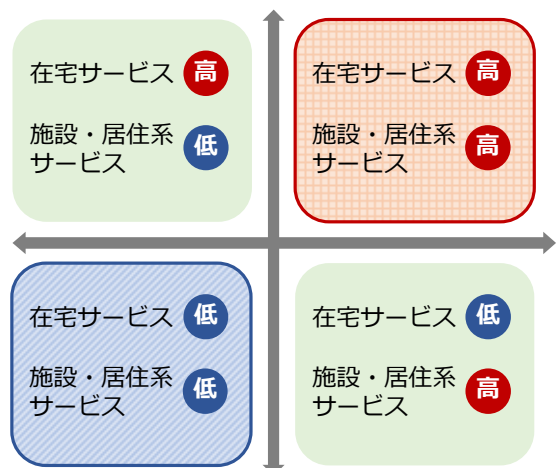 在宅サービス 高
施設・居住系
サービス 低
在宅サービス 高
施設・居住系
サービス 高
在宅サービス 低
施設・居住系
サービス 低
在宅サービス 低
施設・居住系
サービス 高